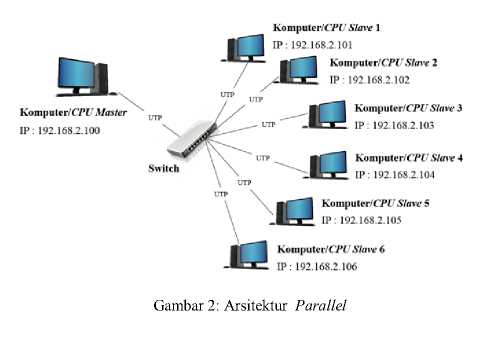 Komputer/CPU Slave 1
IP : 192.168.2.101
Komputer/CPU Slave 2
IP : 192.168.2.102
UTP
UTP
Komputer/CPU Master
IP : 192.168.2.100
UTP
Komputer/CPU Slave 3
IP : 192.168.2.103
UTP
Switch
Komputer/CPU Slave 4
IP : 192.168.2.104
UTP
UTP
UTP
Komputer/CPU Slave 5
IP : 192.168.2.105
Komputer/CPU Slave 6
IP : 192.168.2.106
Gambar 2: Arsitektur Parallel